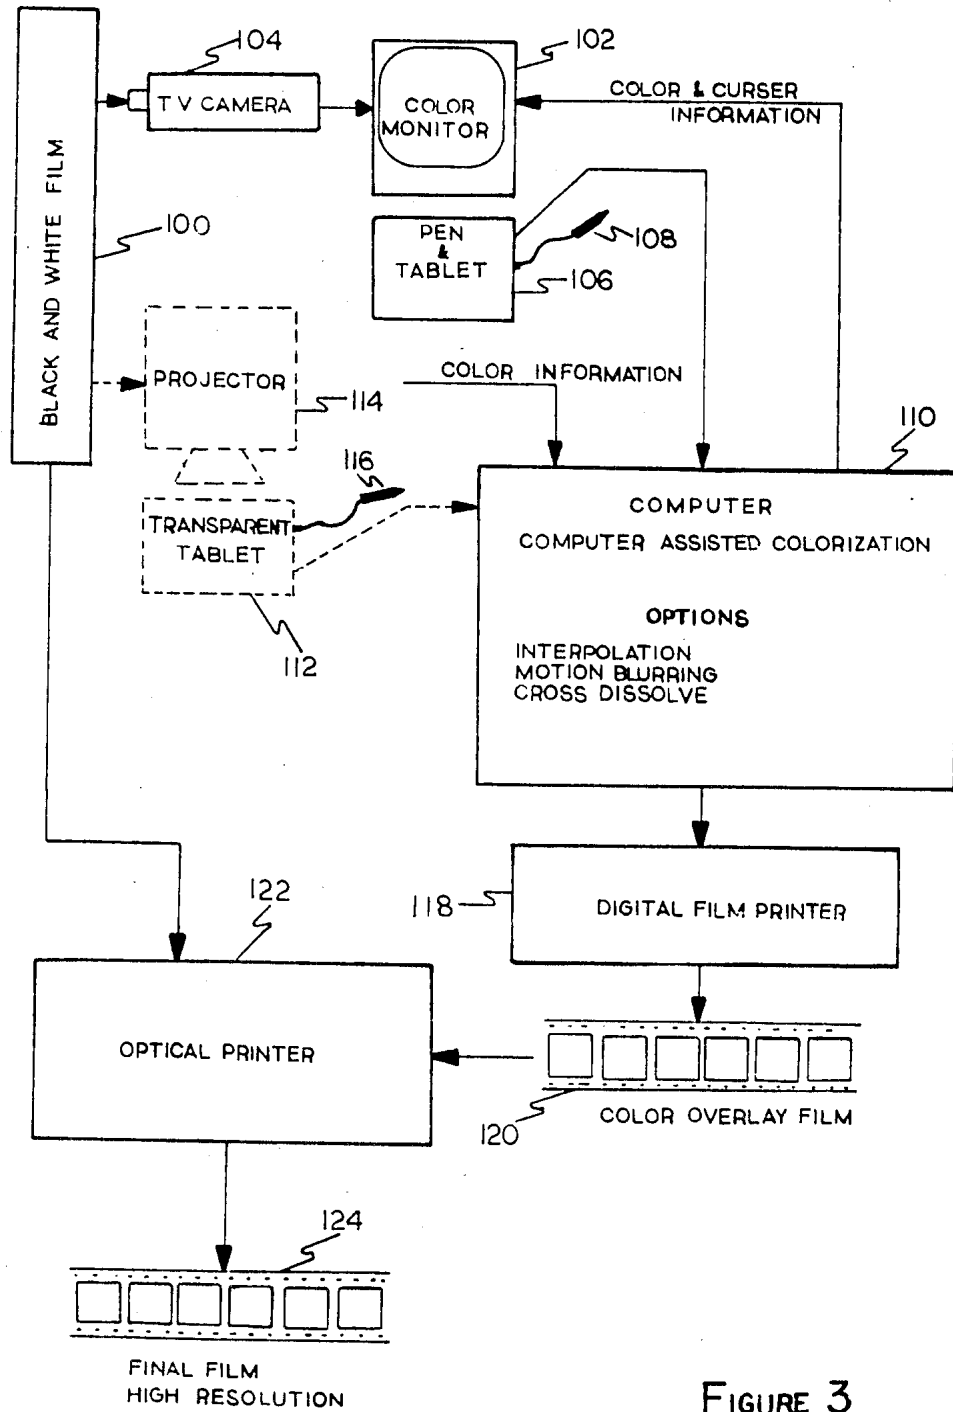 104
102
TV CAMERA
COLOR
MONITOR
COLOR & CURSER
INFORMATION
BLACK AND WHITE FILM
100
PEN
&
TABLET
108
106
PROJECTOR
114
COLOR INFORMATION
110
116
TRANSPARENT
TABLET
112
COMPUTER
COMPUTER ASSISTED COLORIZATION
OPTIONS
INTERPOLATION
MOTION BLURRING
CROSS DISSOLVE
118
DIGITAL FILM PRINTER
122
OPTICAL PRINTER
120
COLOR OVERLAY FILM
124
FINAL FILM
HIGH RESOLUTION
FIGURE 3